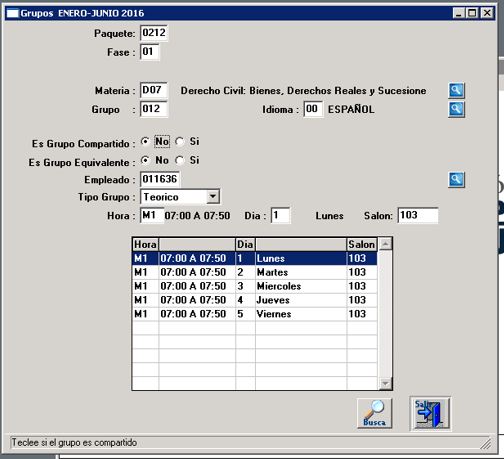 Grupos ENERO-JUNIO 2016
Paquete: 0212
Fase : 01
Materia : D07 Derecho Civil: Bienes, Derechos Reales y Sucesione
Grupo : 012 Idioma : 00 ESPAÑOL
Es Grupo Compartido : No Si
Es Grupo Equivalente : No Si
Empleado : 011636
Tipo Grupo : Teorico
Hora : M1 07:00 A 07:50 Dia : 1 Lunes Salon: 103
Hora Dia Salon
M1 07:00 A 07:50 1 Lunes 103
M1 07:00 A 07:50 2 Martes 103
M1 07:00 A 07:50 3 Miercoles 103
M1 07:00 A 07:50 4 Jueves 103
M1 07:00 A 07:50 5 Viernes 103
Busca
Teclee si el grupo es compartido